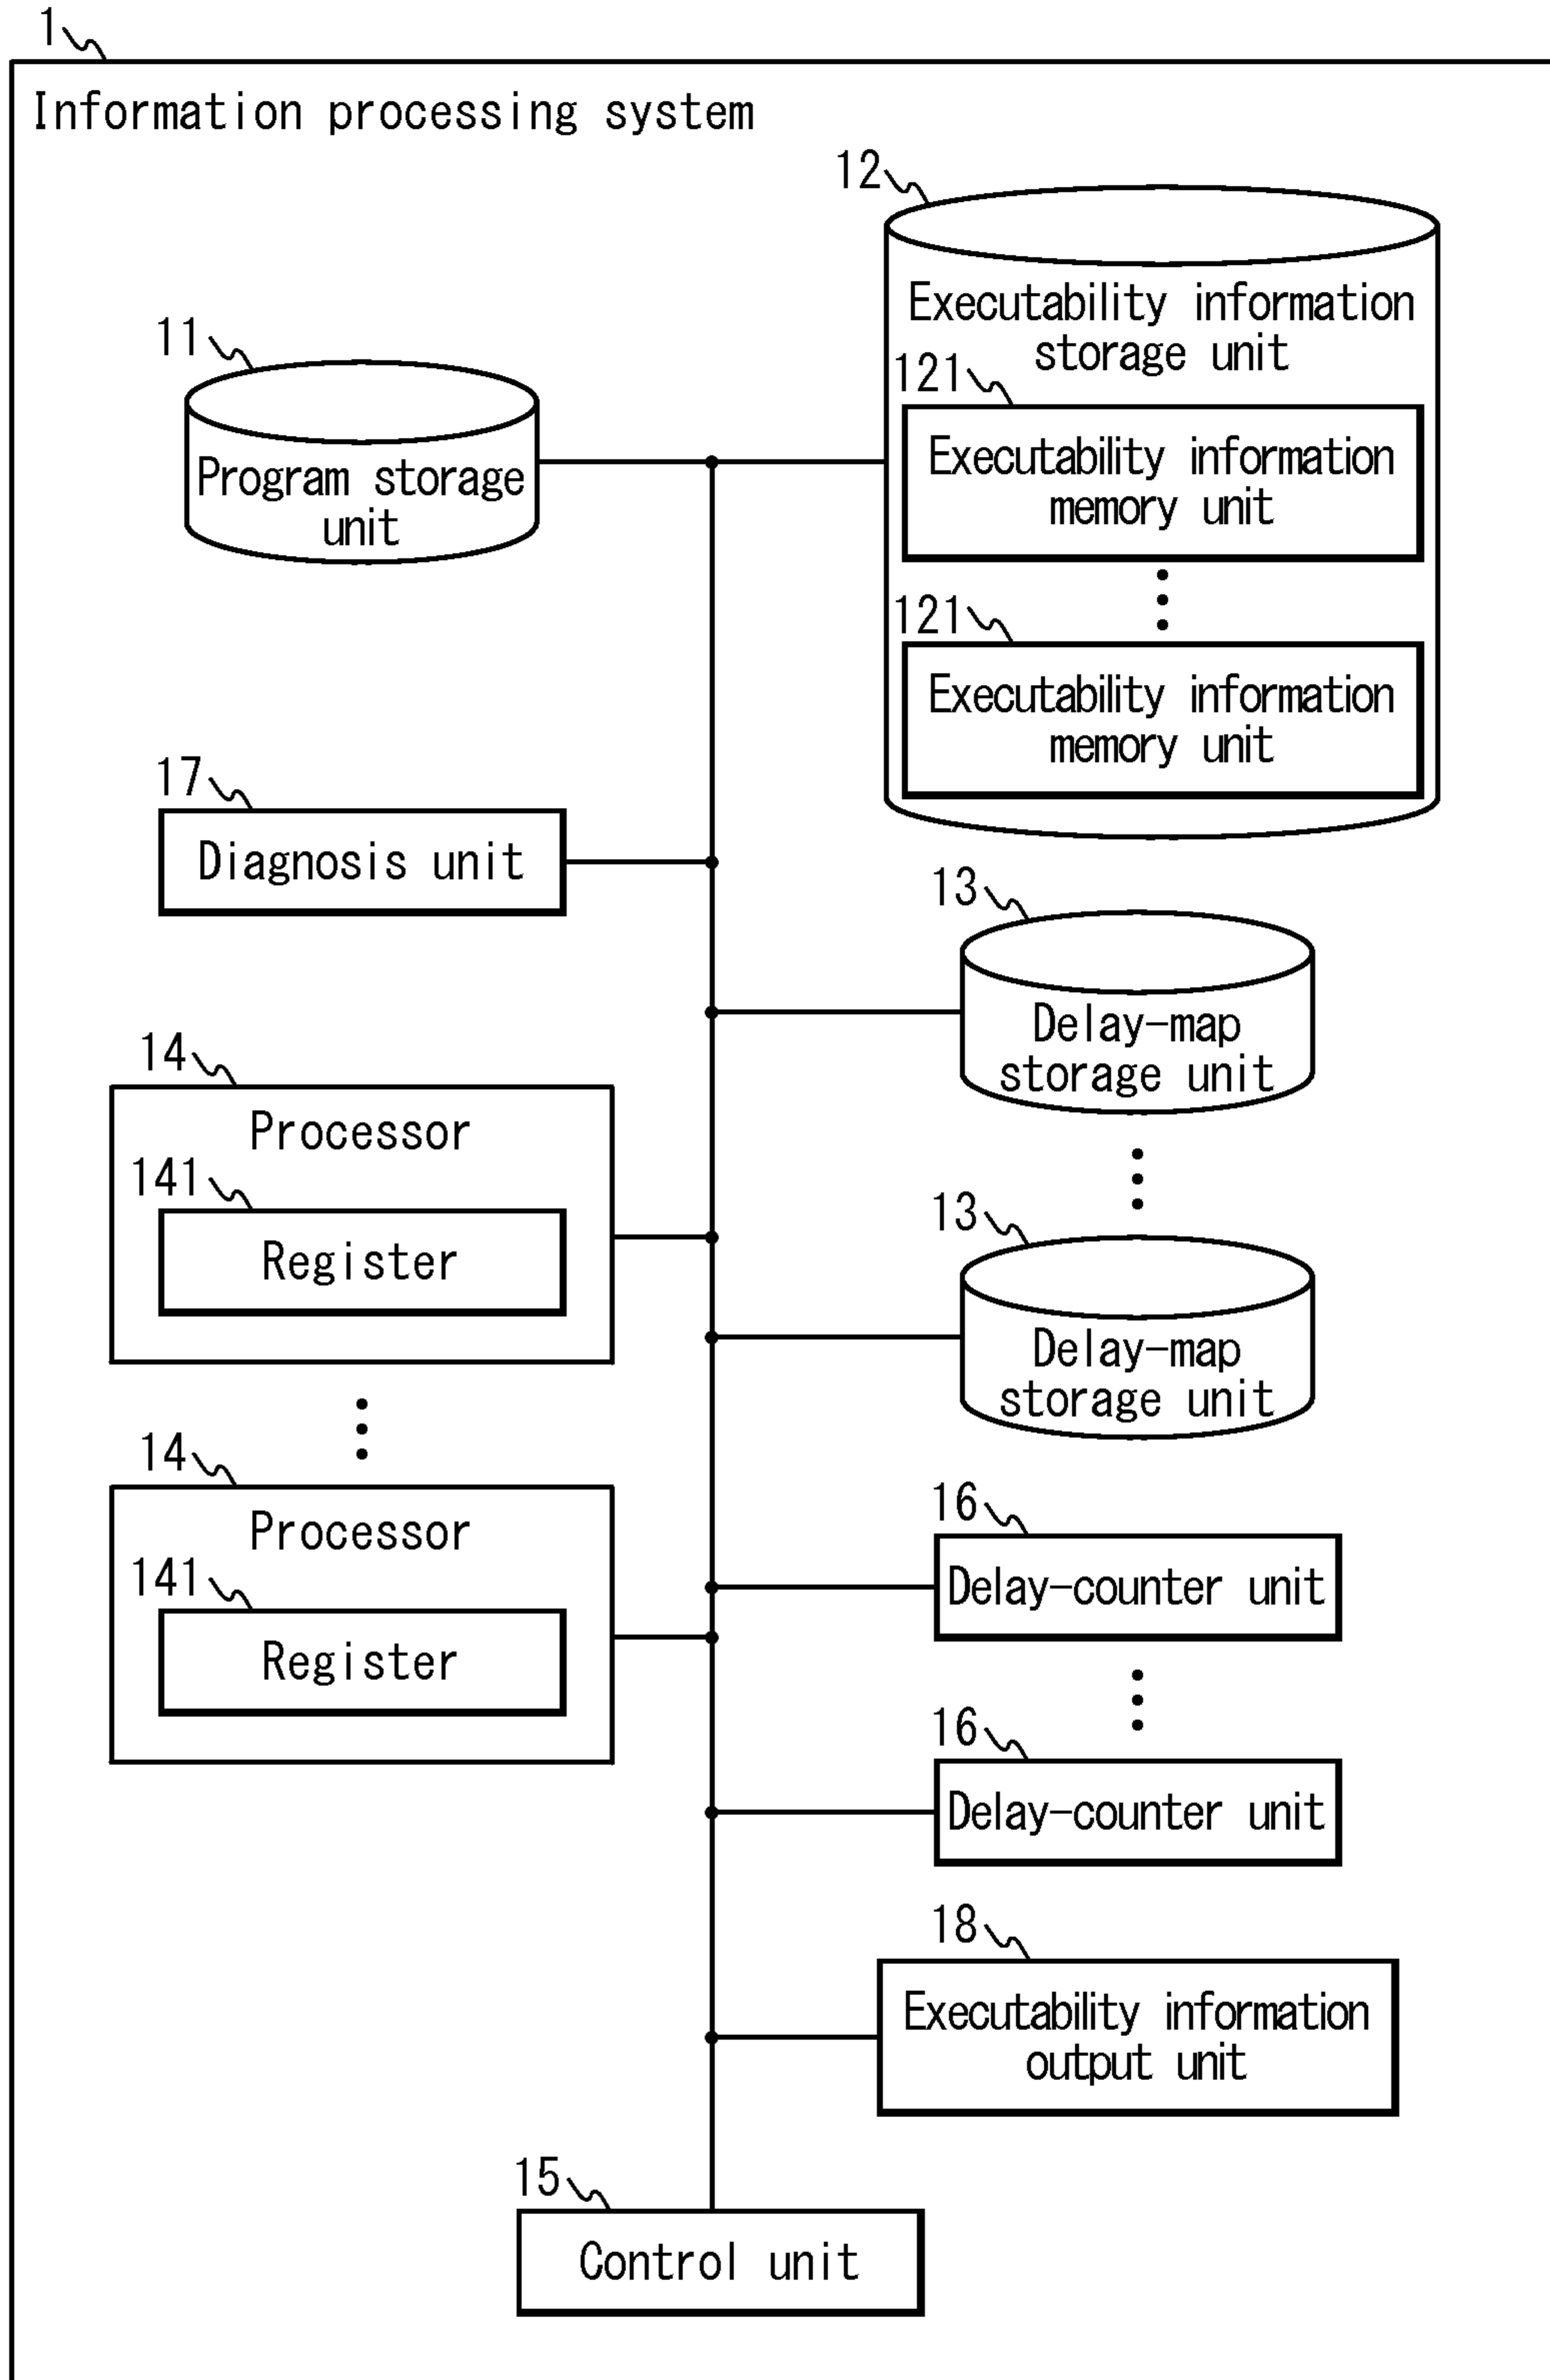 1
Information processing system
12
Executability information
storage unit
121
Executability information
memory unit
121
Executability information
memory unit
11
Program storage
unit
17
Diagnosis unit
13
Delay-map
storage unit
13
Delay-map
storage unit
14
Processor
141
Register
14
Processor
141
Register
16
Delay-counter unit
16
Delay-counter unit
18
Executability information
output unit
15
Control unit